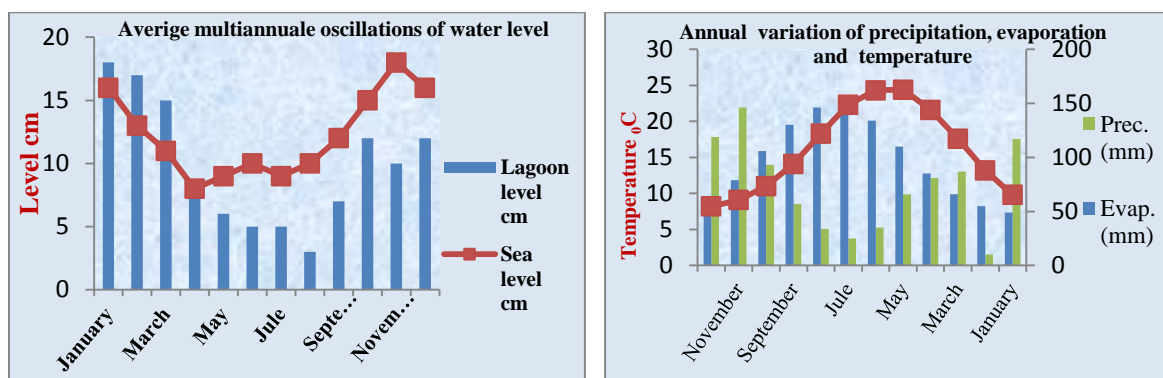 Averige multiannuale oscillations of water level
20
15
10
5
0
Level cm
January
March
May
Jule
Septe...
Novem...
Lagoon
level
cm
Sea
level
cm
Annual variation of precipitation, evaporation
and temperature
30
25
20
15
10
5
0
Temperature oC
200
150
100
50
0
November
September
Jule
May
March
January
Prec.
(mm)
Evap.
(mm)